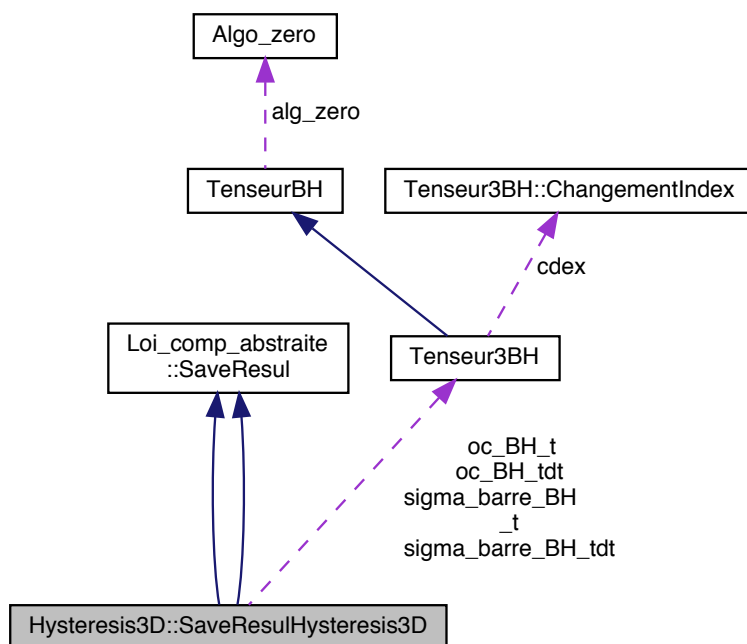 Algo_zero
alg_zero
TenseurBH
Tenseur3BH::ChangementIndex
cdex
Loi_comp_abstraite
::SaveResul
Tenseur3BH
oc_BH_t
oc_BH_tdt
sigma_barre_BH
_t
sigma_barre_BH_tdt
Hysteresis3D::SaveResulHysteresis3D